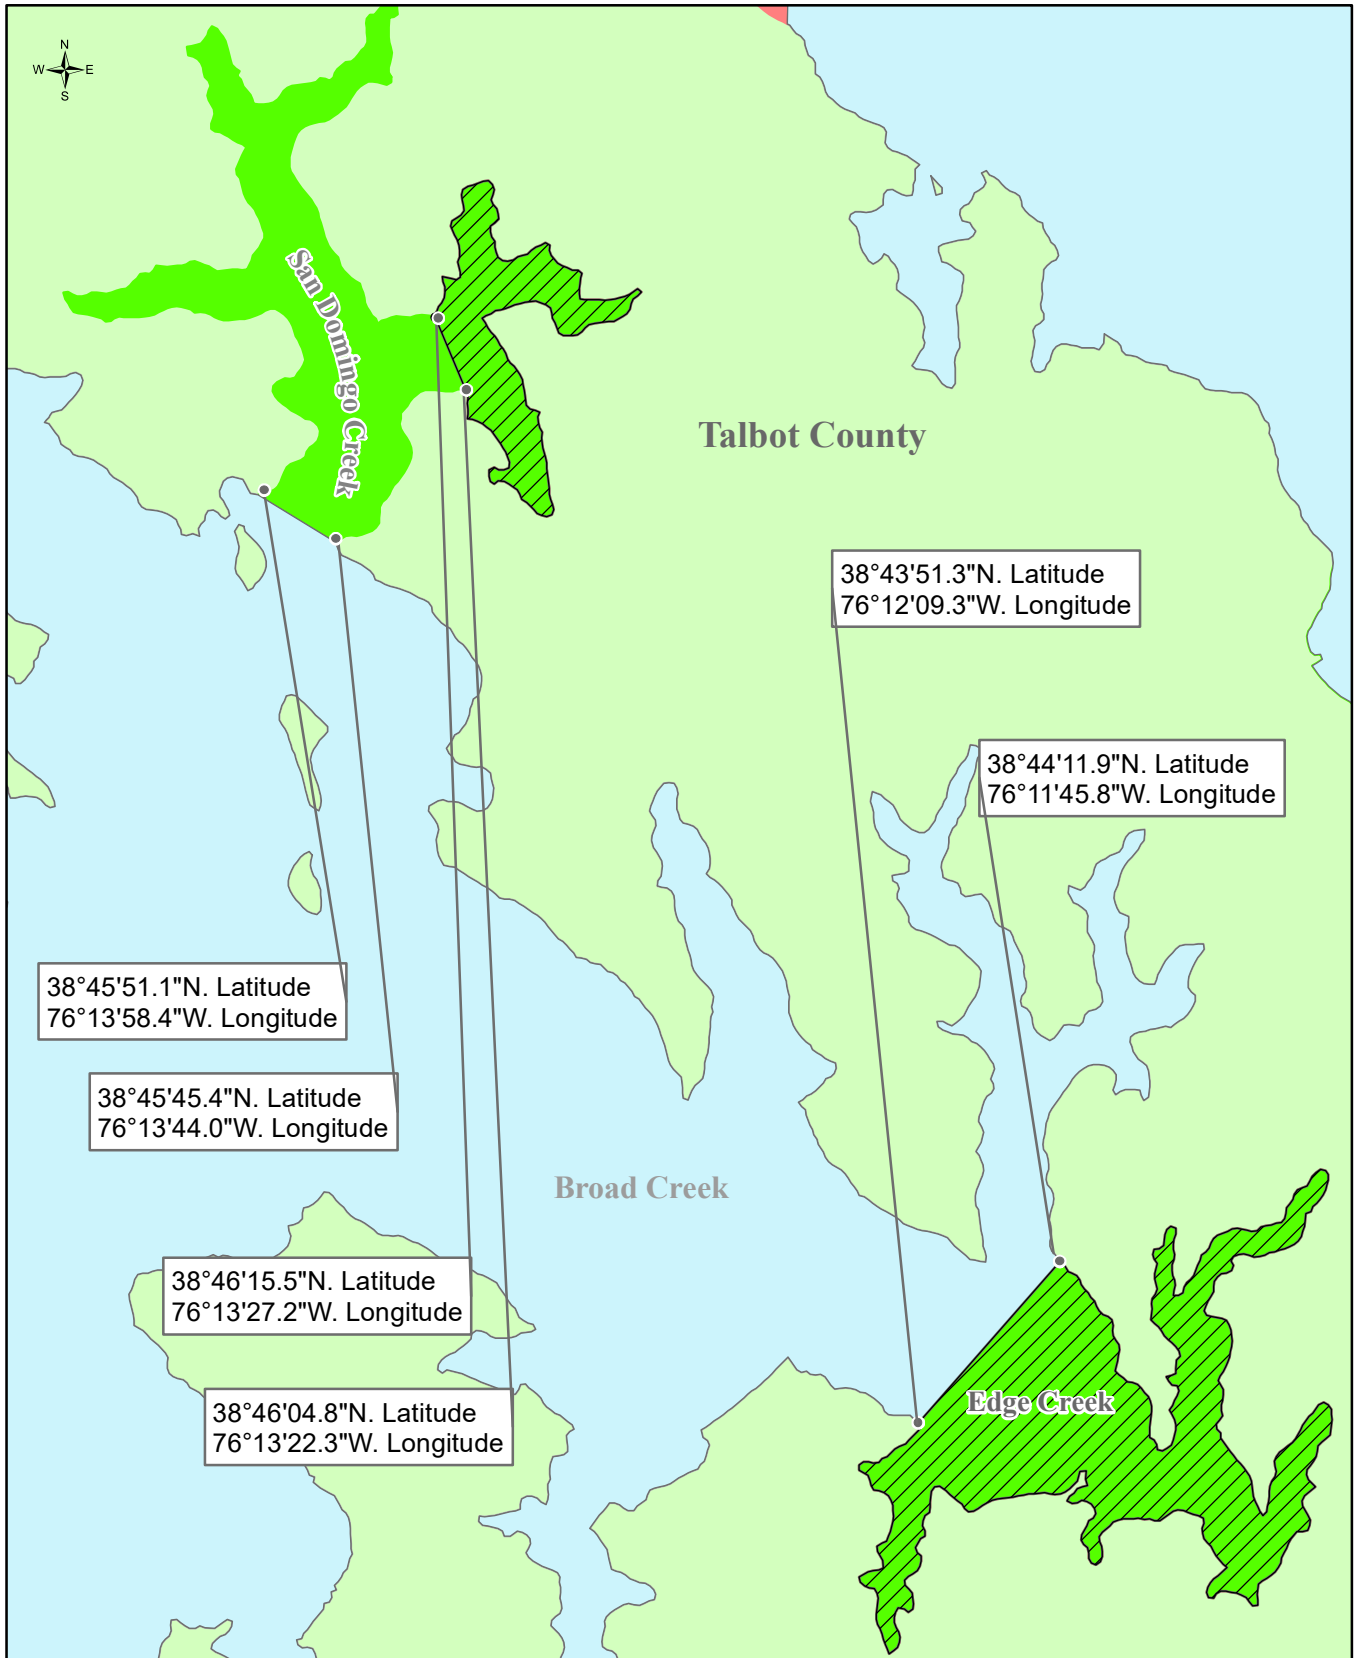 N
W E
S
San Domingo Creek
Talbot County
38°43'51.3"N. Latitude
76°12'09.3"W. Longitude
38°44'11.9"N. Latitude
76°11'45.8"W. Longitude
38°45'51.1"N. Latitude
76°13'58.4"W. Longitude
38°45'45.4"N. Latitude
76°13'44.0"W. Longitude
Broad Creek
38°46'15.5"N. Latitude
76°13'27.2"W. Longitude
38°46'04.8"N. Latitude
76°13'22.3"W. Longitude
Edge Creek